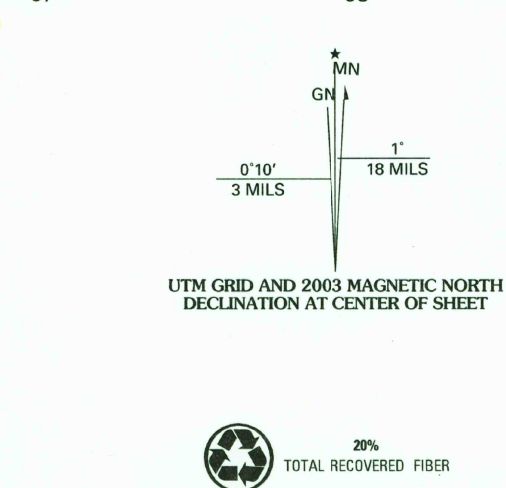 MN
GN
1°
18 MILS
0°10'
3 MILS
UTM GRID AND 2003 MAGNETIC NORTH
DECLINATION AT CENTER OF SHEET
20%
TOTAL RECOVERED FIBER